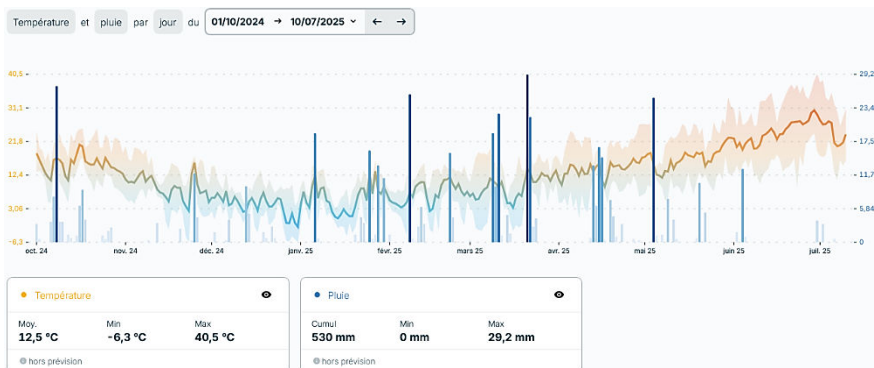 Température et pluie par jour du 01/10/2024 → 10/07/2025 ← →
40,5 29,2
31,1 23,4
21,8 17,5
12,4 11,7
3,06 5,84
-6,3 0
oct. 24 nov. 24 déc. 24 janv. 25 févr. 25 mars 25 avr. 25 mai 25 juin 25 juil. 25
Température Pluie
Moy. Min Max Cumul Min Max
12,5 °C -6,3 °C 40,5 °C 530 mm 0 mm 29,2 mm
hors prévision hors prévision